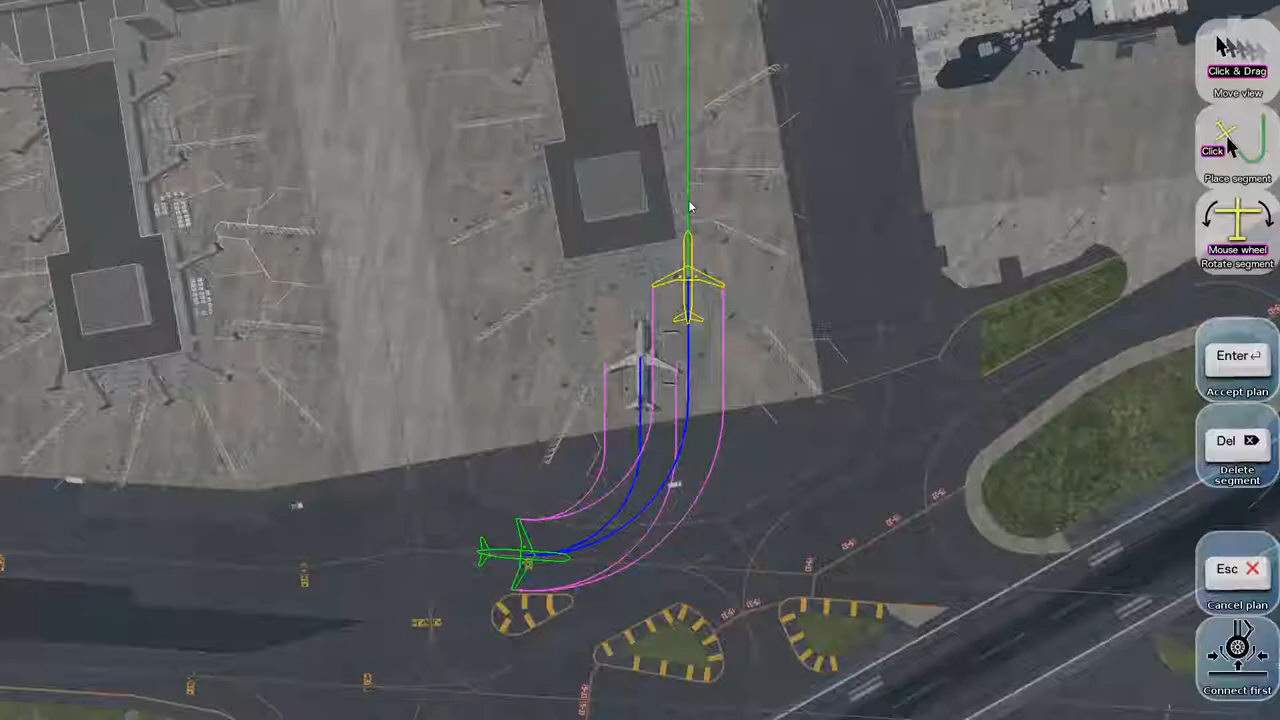 Click & Drag
Move view
Click
Place segment
Mouse wheel
Rotate segment
Enter
Accept plan
Del
Delete
segment
Esc
Cancel plan
Connect first